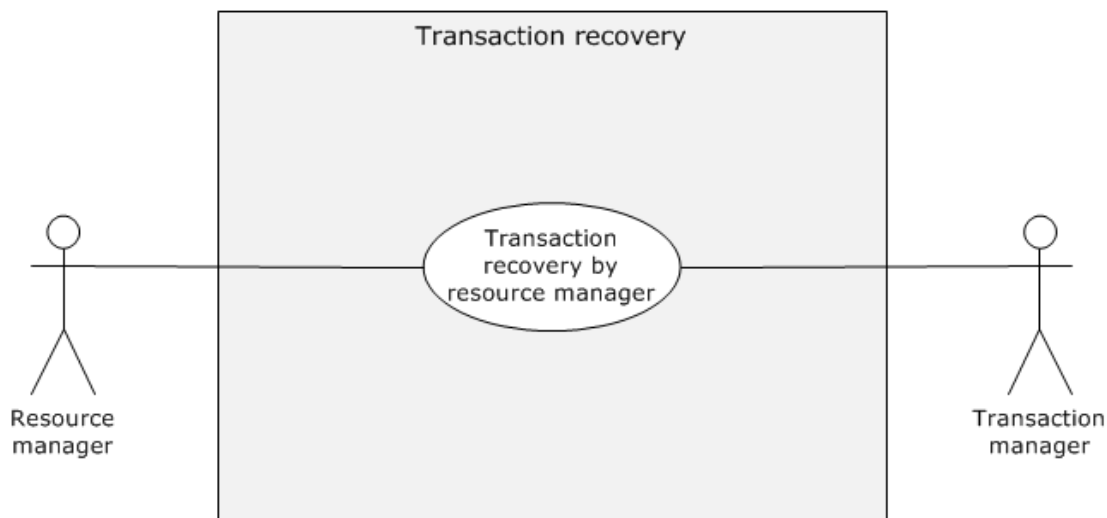 Transaction recovery
Transaction
recovery by
resource manager
Resource
manager
Transaction
manager